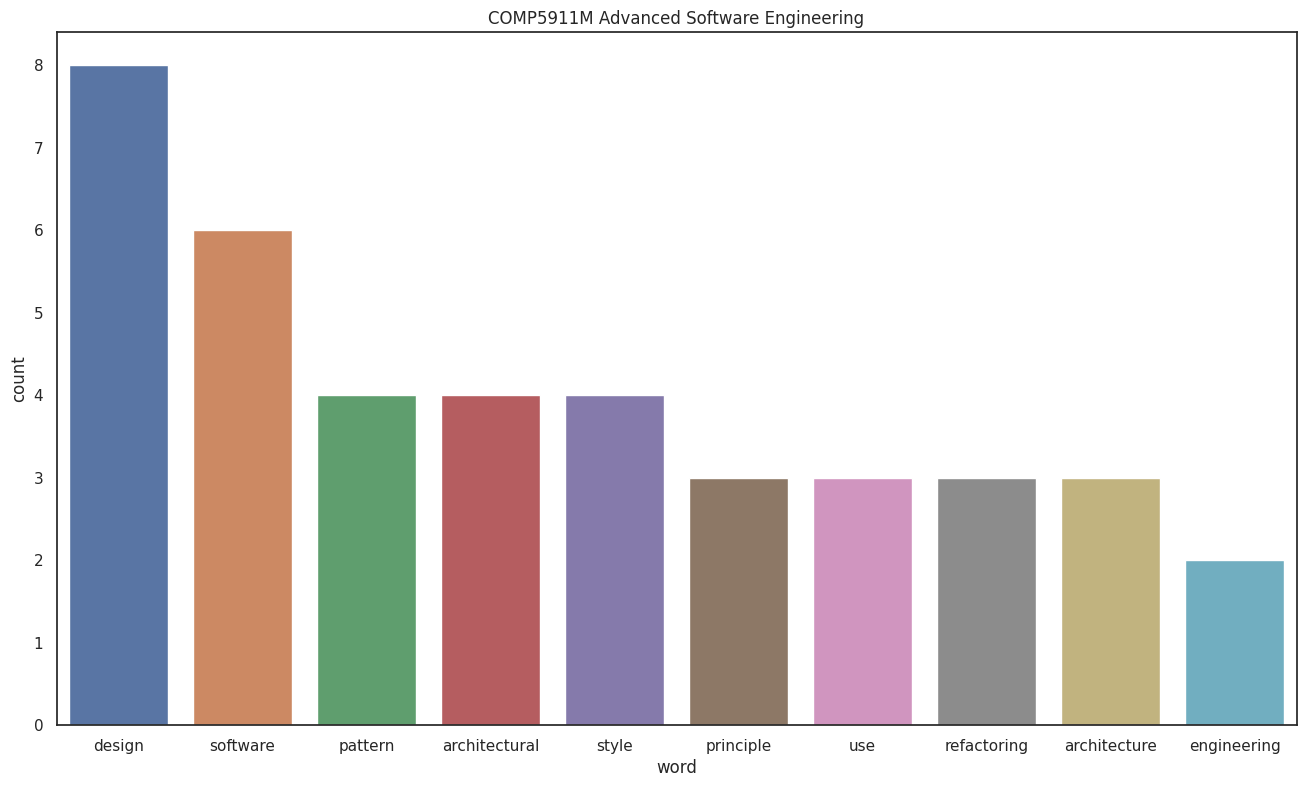 COMP5911M Advanced Software Engineering
count
8
7
6
5
4
3
2
1
0
design software pattern architectural style principle use refactoring architecture engineering
word